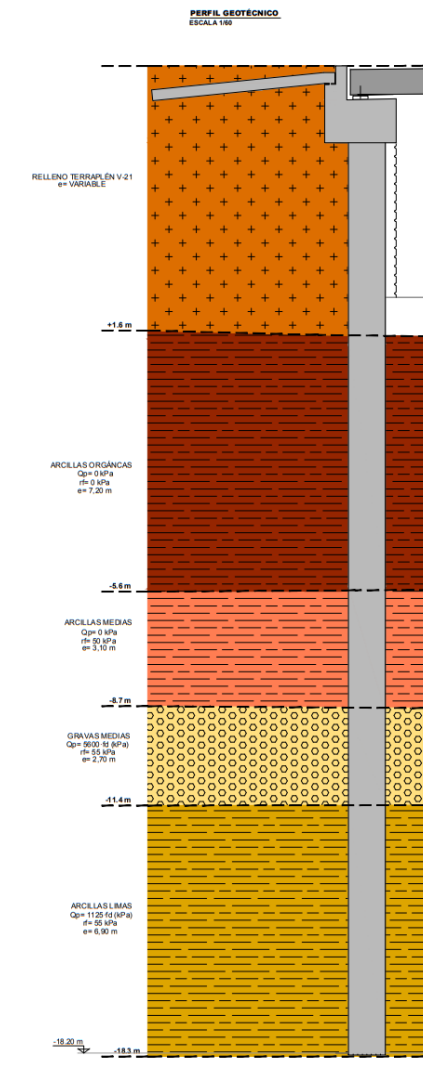 PERFIL GEOTÉCNICO
ESCALA 1/60
RELLENO TERRAPLÉN V-21
e= VARIABLE
+1.6 m
ARCILLAS ORGÁNCAS
Qp= 0 kPa
rf= 0 kPa
e= 7,20 m
-5.6 m
ARCILLAS MEDIAS
Qp= 0 kPa
rf= 50 kPa
e= 3,10 m
-8.7 m
GRAVAS MEDIAS
Qp= 5600·fd (kPa)
rf= 55 kPa
e= 2,70 m
-11.4 m
ARCILLAS LIMAS
Qp= 1125 fd (kPa)
rf= 55 kPa
e= 6,90 m
-18.20 m
-18.3 m